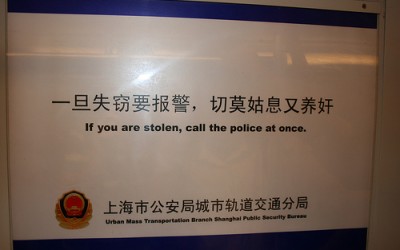 一旦失窃要报警，切莫姑息又养奸
If you are stolen, call the police at once.
上海市公安局城市轨道交通分局
Urban Mass Transportation Branch Shanghai Public Security Bureau